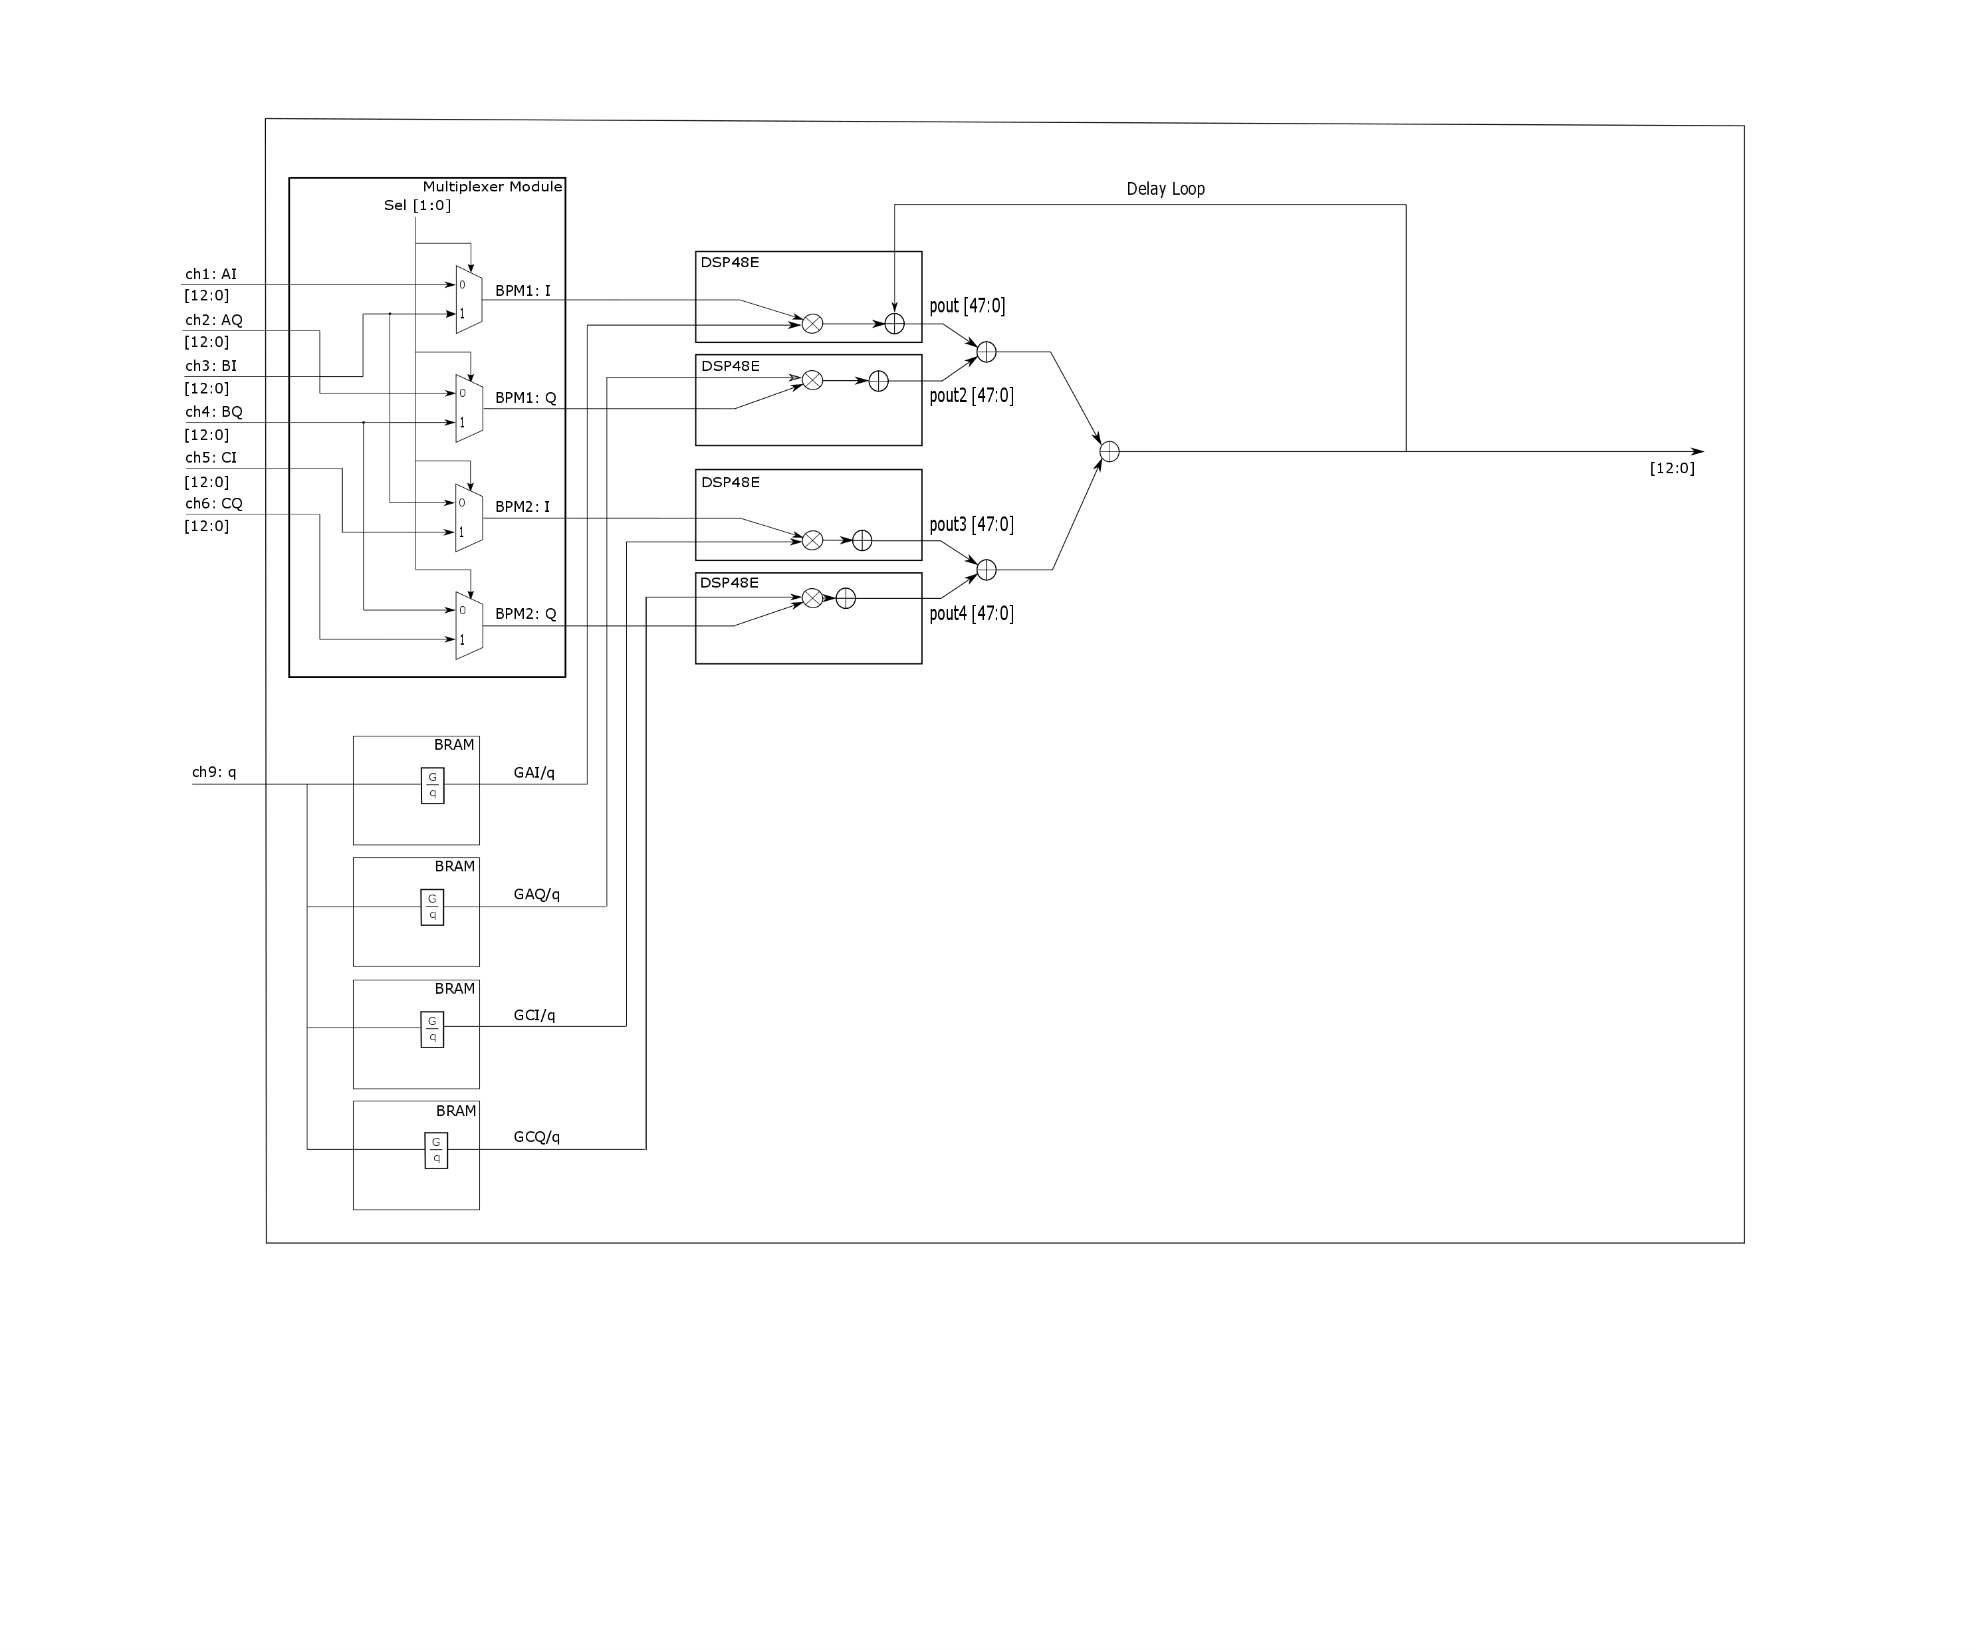 Multiplexer Module
Sel [1:0]
ch1: AI
[12:0]
ch2: AQ
[12:0]
ch3: BI
[12:0]
ch4: BQ
[12:0]
ch5: CI
[12:0]
ch6: CQ
[12:0]
0
1
BPM1: I
0
1
BPM1: Q
0
1
BPM2: I
0
1
BPM2: Q
Delay Loop
DSP48E
pout [47:0]
DSP48E
pout2 [47:0]
DSP48E
pout3 [47:0]
DSP48E
pout4 [47:0]
[12:0]
ch9: q
BRAM
G
q
GAI/q
BRAM
G
q
GAQ/q
BRAM
G
q
GCI/q
BRAM
G
q
GCQ/q